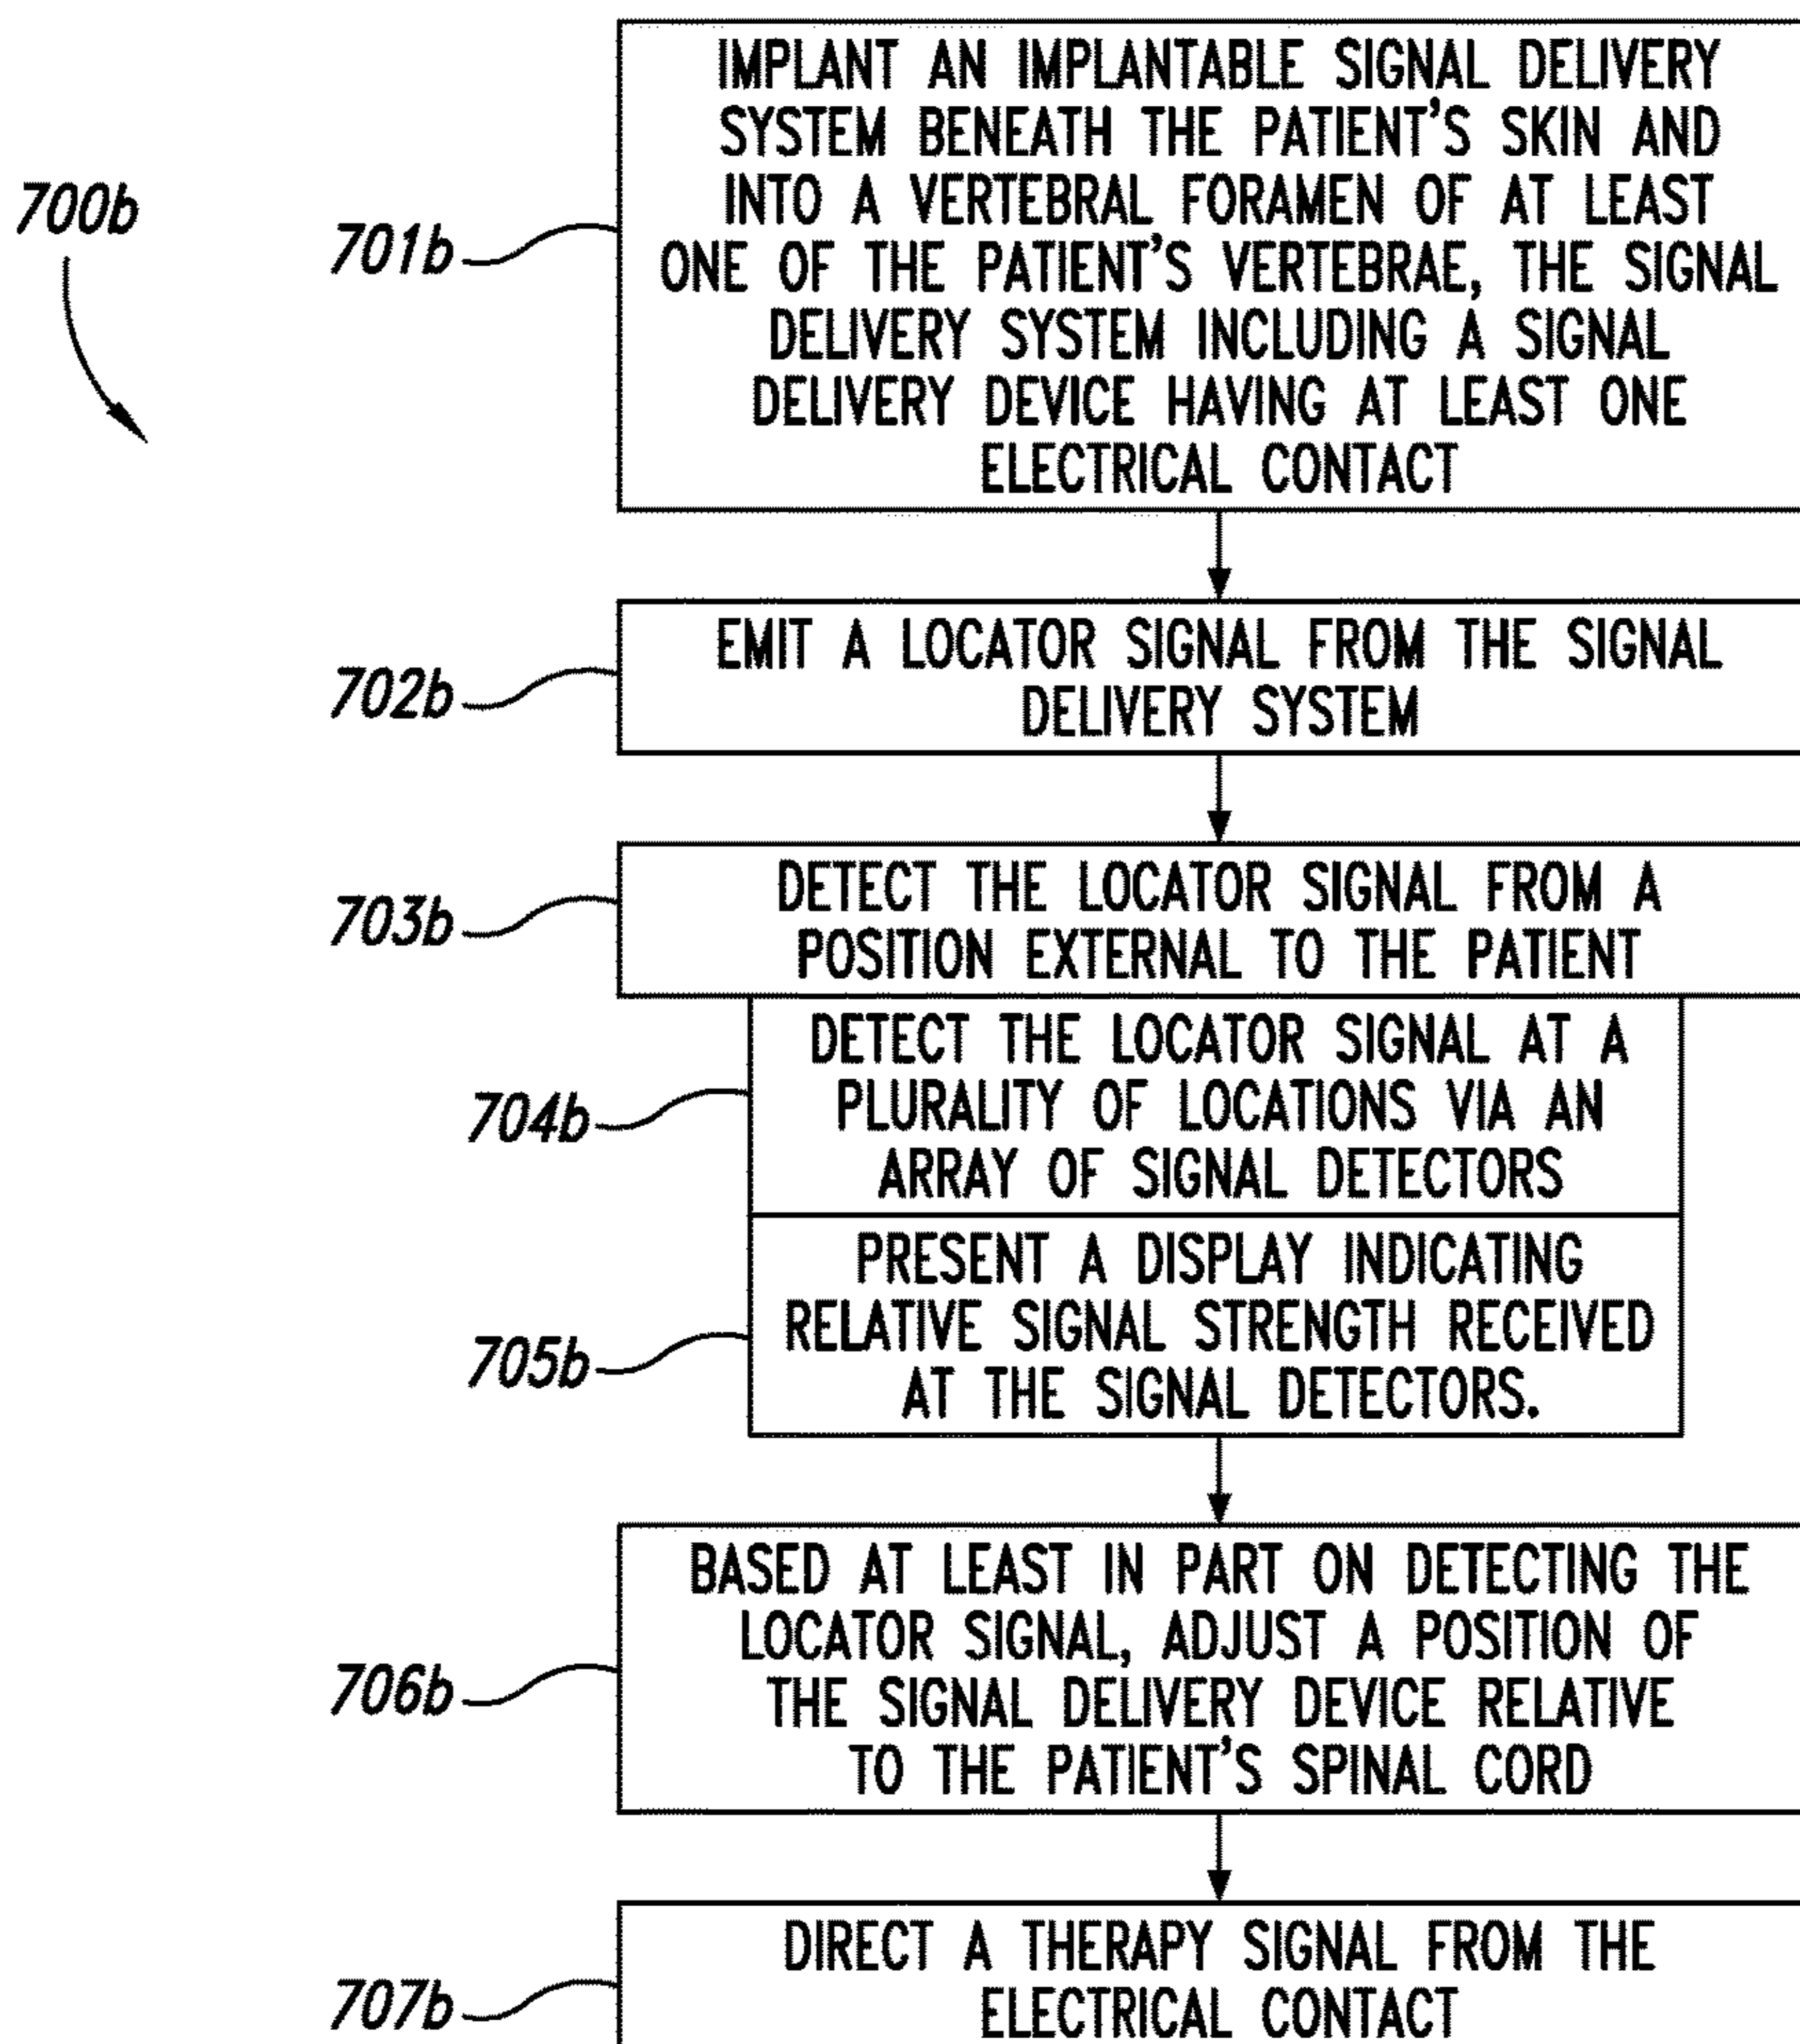 700b
701b
IMPLANT AN IMPLANTABLE SIGNAL DELIVERY
SYSTEM BENEATH THE PATIENT'S SKIN AND
INTO A VERTEBRAL FORAMEN OF AT LEAST
ONE OF THE PATIENT'S VERTEBRAE, THE SIGNAL
DELIVERY SYSTEM INCLUDING A SIGNAL
DELIVERY DEVICE HAVING AT LEAST ONE
ELECTRICAL CONTACT
702b
EMIT A LOCATOR SIGNAL FROM THE SIGNAL
DELIVERY SYSTEM
703b
DETECT THE LOCATOR SIGNAL FROM A
POSITION EXTERNAL TO THE PATIENT
704b
DETECT THE LOCATOR SIGNAL AT A
PLURALITY OF LOCATIONS VIA AN
ARRAY OF SIGNAL DETECTORS
705b
PRESENT A DISPLAY INDICATING
RELATIVE SIGNAL STRENGTH RECEIVED
AT THE SIGNAL DETECTORS.
706b
BASED AT LEAST IN PART ON DETECTING THE
LOCATOR SIGNAL, ADJUST A POSITION OF
THE SIGNAL DELIVERY DEVICE RELATIVE
TO THE PATIENT'S SPINAL CORD
707b
DIRECT A THERAPY SIGNAL FROM THE
ELECTRICAL CONTACT